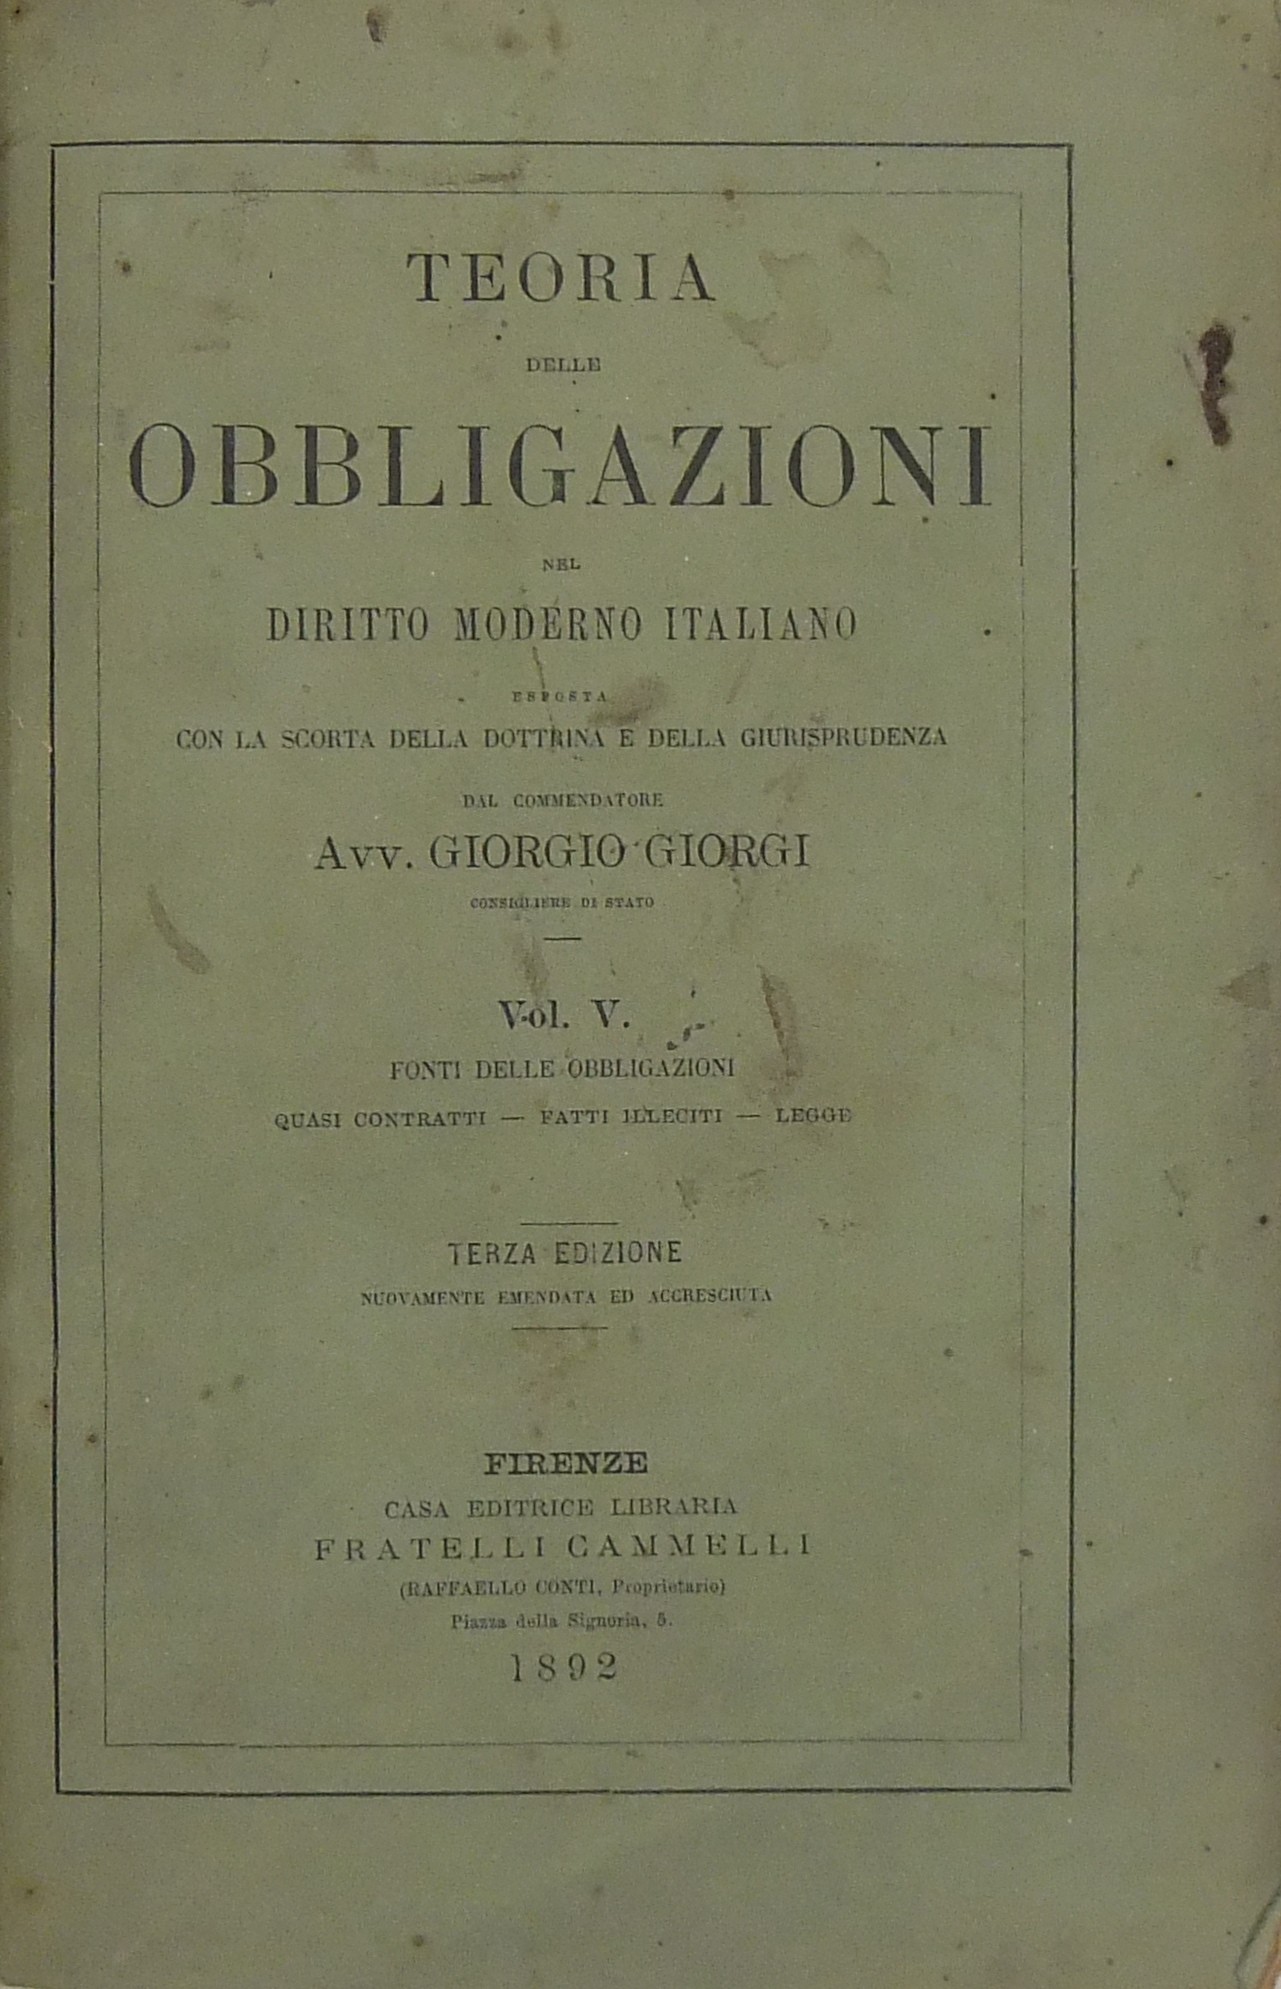 TEORIA
DELLE
OBBLIGAZIONI
NEL
DIRITTO MODERNO ITALIANO
ESPOSTA
CON LA SCORTA DELLA DOTTRINA E DELLA GIURISPRUDENZA
DAL COMMENDATORE
Avv. GIORGIO GIORGI
CONSIGLIERE DI STATO
Vol. V.
FONTI DELLE OBBLIGAZIONI
QUASI CONTRATTI — FATTI ILLECITI — LEGGE
TERZA EDIZIONE
NUOVAMENTE EMENDATA ED ACCRESCIUTA
FIRENZE
CASA EDITRICE LIBRARIA
FRATELLI CAMMELLI
(RAFFAELLO CONTI, Proprietario)
Piazza della Signoria, 5.
1892